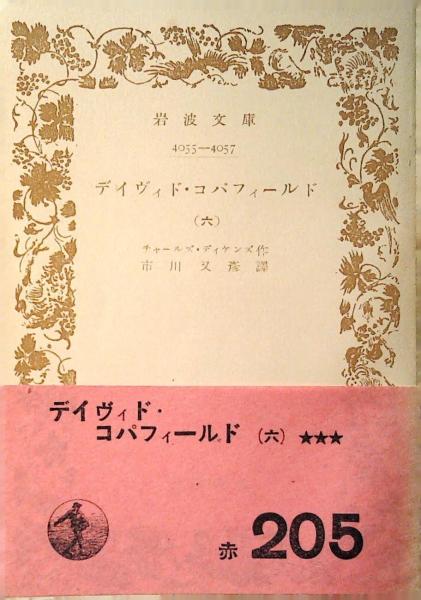 岩波文庫
4055—4057
デイヴィド・コパフィールド
(六)
チャールズ・ディケンズ作
市川又彦譯
デイヴィド・
コパフィールド (六) ★★★
赤 205